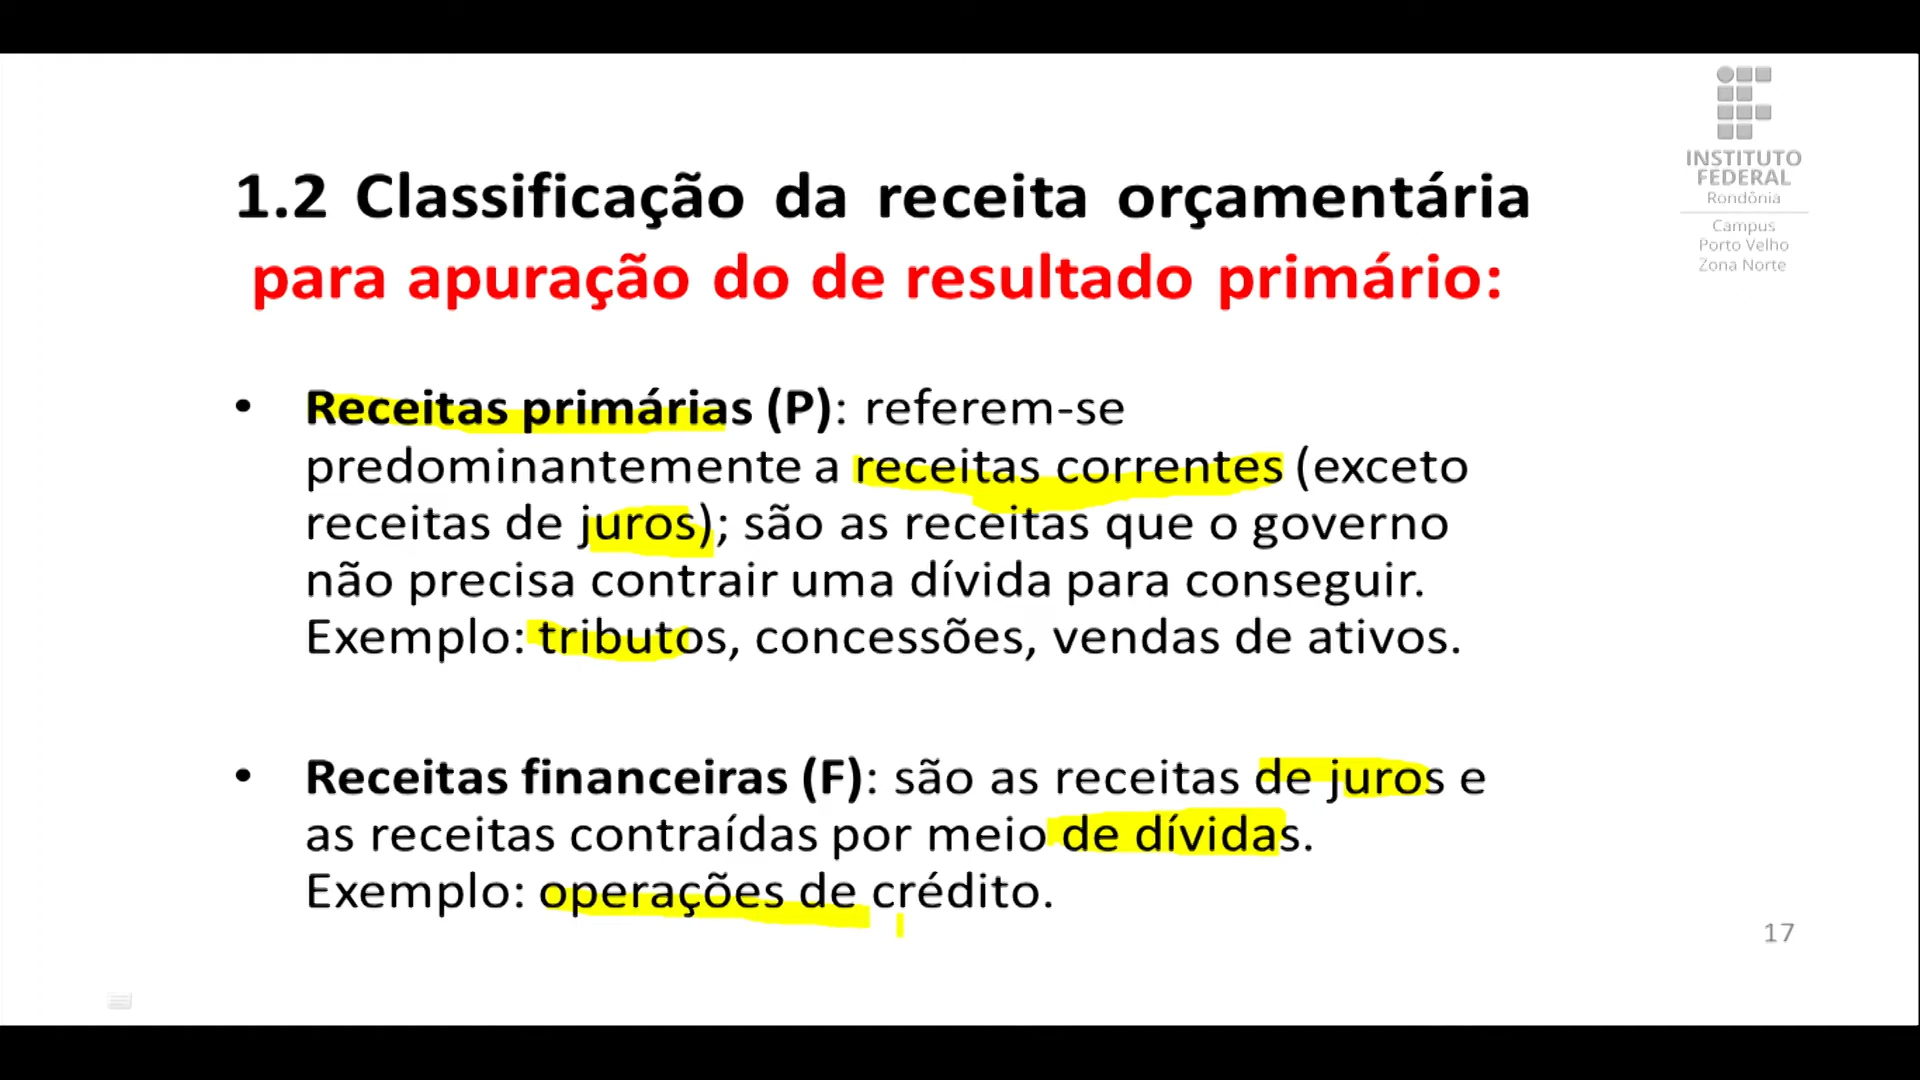 INSTITUTO
FEDERAL
Rondônia
Campus
Porto Velho
Zona Norte
1.2 Classificação da receita orçamentária
para apuração do de resultado primário:
• Receitas primárias (P): referem-se
predominantemente a receitas correntes (exceto
receitas de juros); são as receitas que o governo
não precisa contrair uma dívida para conseguir.
Exemplo: tributos, concessões, vendas de ativos.
• Receitas financeiras (F): são as receitas de juros e
as receitas contraídas por meio de dívidas.
Exemplo: operações de crédito.
17